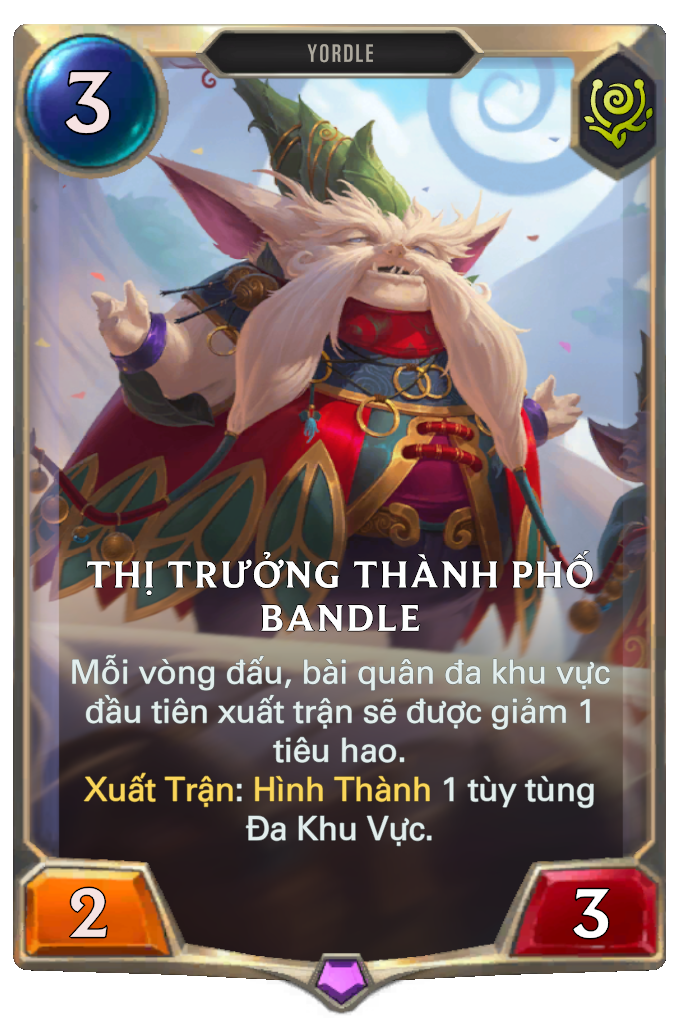 3
YORDLE
THỊ TRƯỞNG THÀNH PHỐ
BANDLE
Mỗi vòng đấu, bài quân đa khu vực
đầu tiên xuất trận sẽ được giảm 1
tiêu hao.
Xuất Trận: Hình Thành 1 tùy tùng
Đa Khu Vực.
2
3